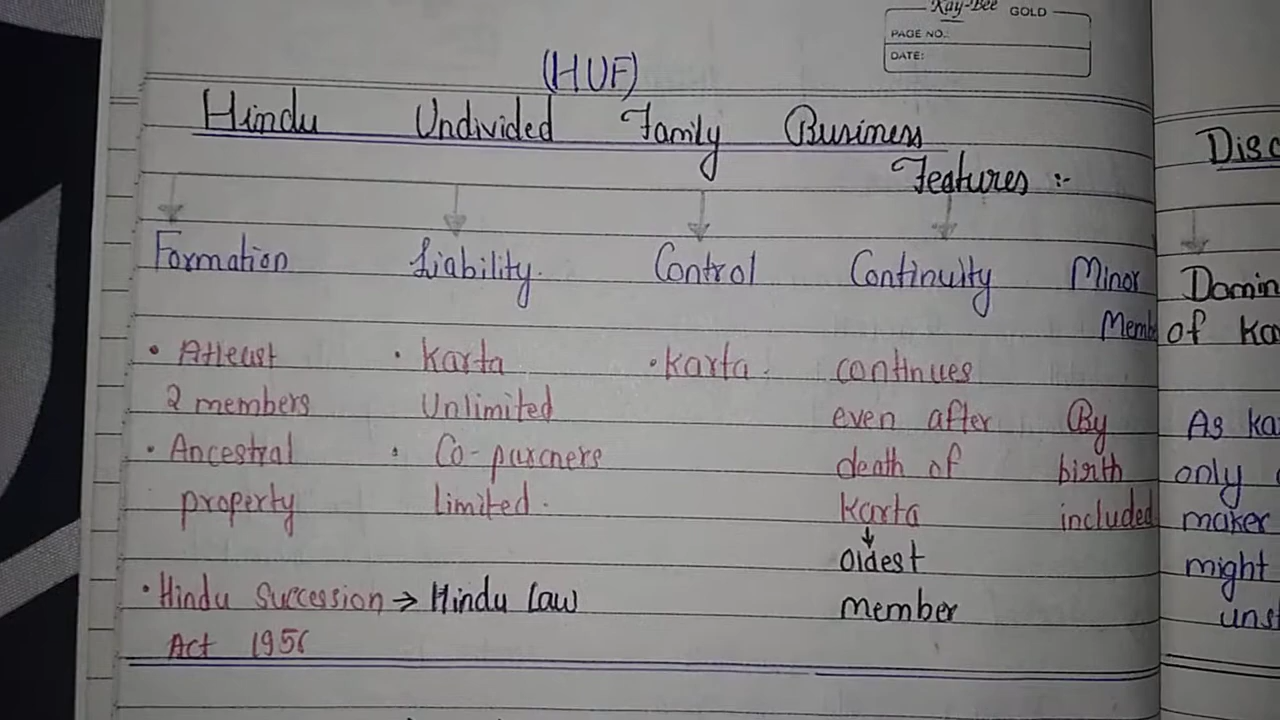 Kay-Bee GOLD
PAGE NO.:
DATE:
(HUF)
Hindu Undivided Family Business
Features :-
Formation
Liability.
Control
Continuity
Minor
Memb
• Atleast
2 members
• Ancestral
property
• Hindu Succession → Hindu Law
Act 1956
• Karta
Unlimited
• Co-parcners
limited.
• Karta.
continues
even after
death of
Karta
↓
oldest
member
By
birth
included
Disc
Domin
of Ka
As ka
only
maker
might
uns